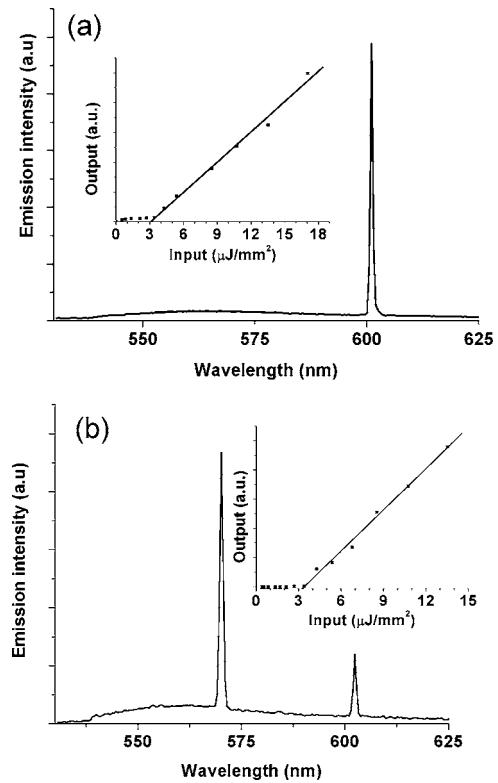 (a)
Emission intensity (a.u)
Output (a.u.)
0 3 6 9 12 15 18
Input (μJ/mm²)
550 575 600 625
Wavelength (nm)
(b)
Emission intensity (a.u)
Output (a.u.)
0 3 6 9 12 15
Input (μJ/mm²)
550 575 600 625
Wavelength (nm)